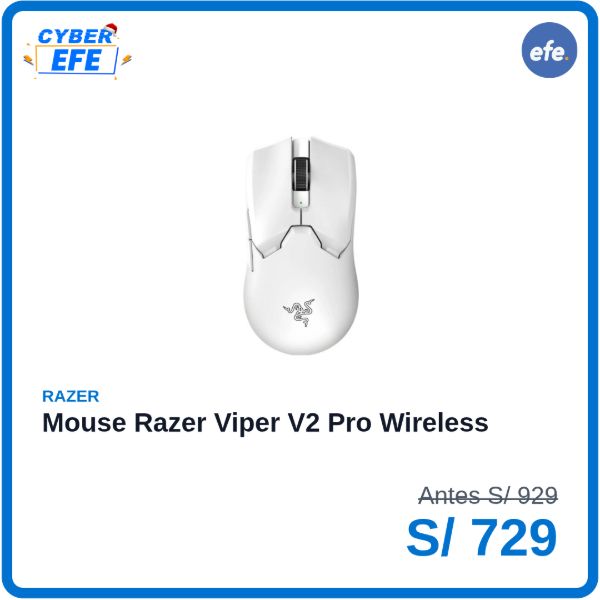 CYBER
EFE
efe.
RAZER
Mouse Razer Viper V2 Pro Wireless
Antes S/ 929
S/ 729